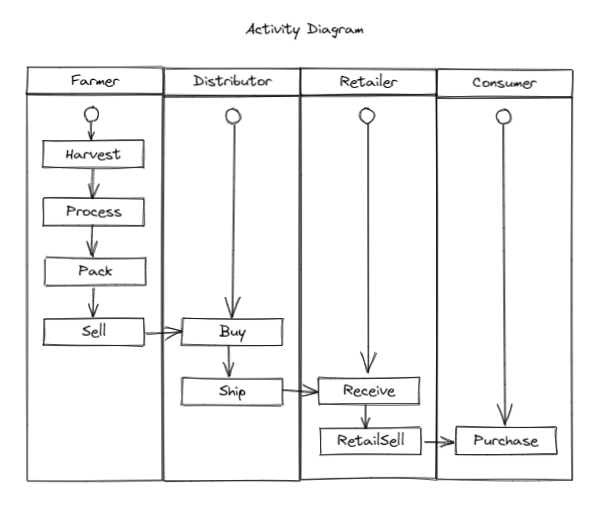 Activity Diagram
Farmer
Distributor
Retailer
Consumer
Harvest
Process
Pack
Sell
Buy
Ship
Receive
RetailSell
Purchase